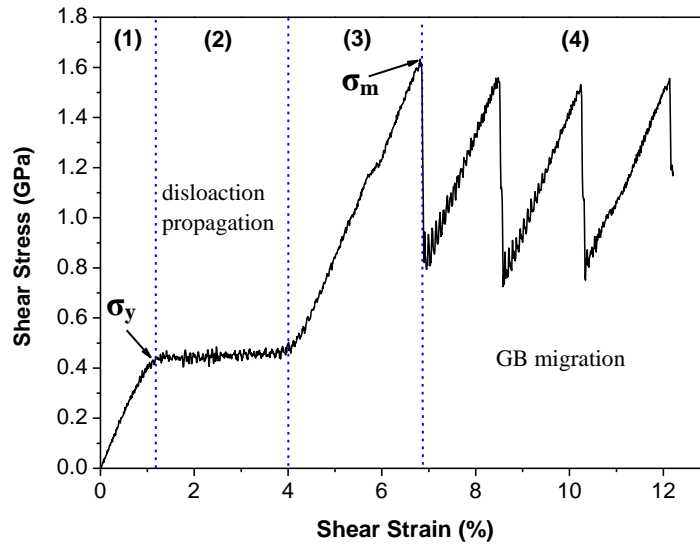 (1) (2) (3) (4)
σm
disloaction
propagation
σy
GB migration
Shear Stress (GPa)
1.8
1.6
1.4
1.2
1.0
0.8
0.6
0.4
0.2
0.0
0 2 4 6 8 10 12
Shear Strain (%)